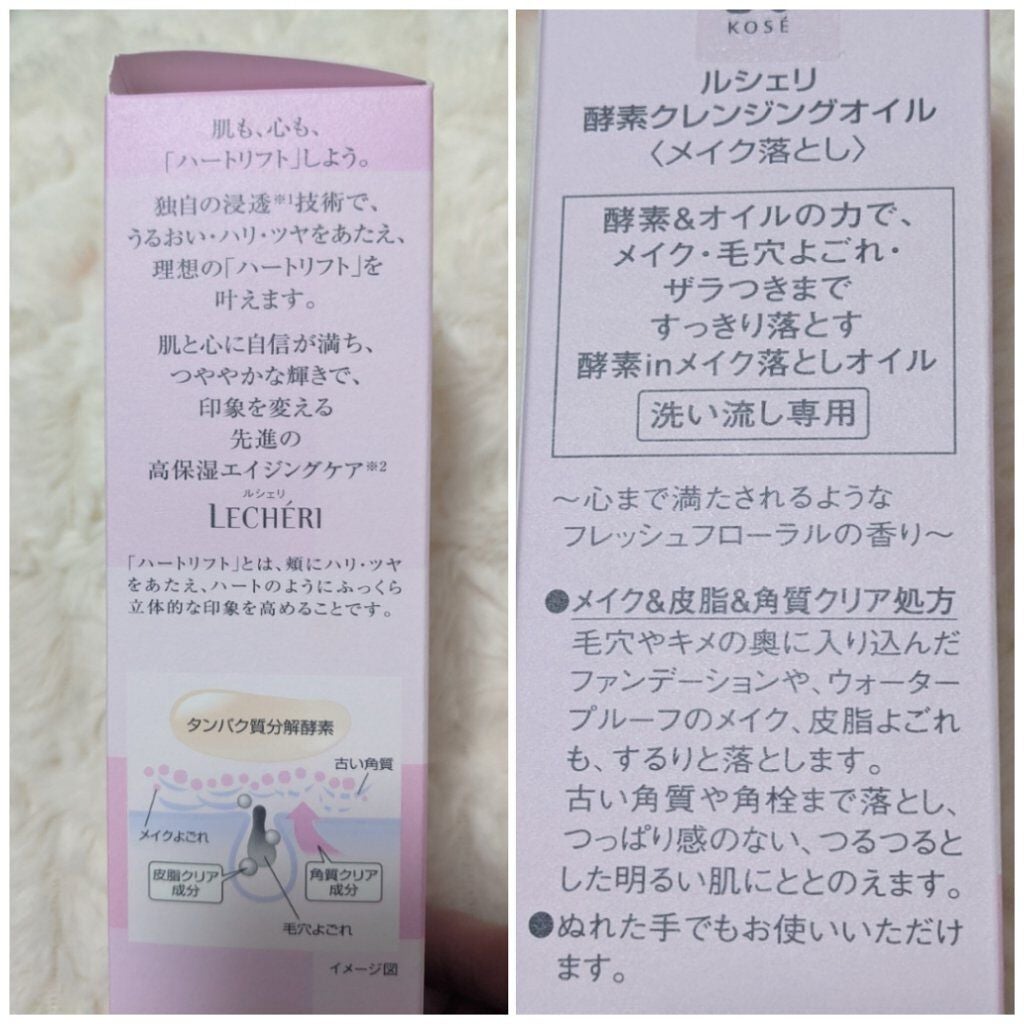 肌も、心も、
「ハートリフト」しよう。
独自の浸透※1技術で、
うるおい・ハリ・ツヤをあたえ、
理想の「ハートリフト」を
叶えます。
肌と心に自信が満ち、
つややかな輝きで、
印象を変える
先進の
高保湿エイジングケア※2
ルシェリ
LECHÉRI
「ハートリフト」とは、頬にハリ・ツヤ
をあたえ、ハートのようにふっくら
立体的な印象を高めることです。
タンパク質分解酵素
古い角質
メイクよごれ
皮脂クリア
成分
角質クリア
成分
毛穴よごれ
イメージ図
KOSÉ
ルシェリ
酵素クレンジングオイル
〈メイク落とし〉
酵素&オイルの力で、
メイク・毛穴よごれ・
ザラつきまで
すっきり落とす
酵素inメイク落としオイル
洗い流し専用
～心まで満たされるような
フレッシュフローラルの香り～
●メイク&皮脂&角質クリア処方
毛穴やキメの奥に入り込んだ
ファンデーションや、ウォーター
プルーフのメイク、皮脂よごれ
も、するりと落とします。
古い角質や角栓まで落とし、
つっぱり感のない、つるつると
した明るい肌にととのえます。
●ぬれた手でもお使いいただけ
ます。